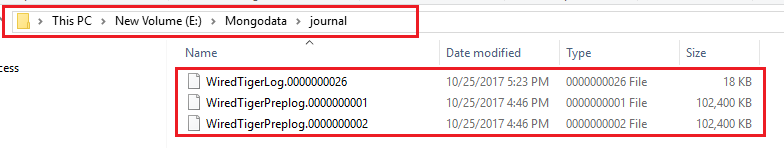 This PC > New Volume (E:) > Mongodata > journal
Name Date modified Type Size
cess
WiredTigerLog.0000000026 10/25/2017 5:23 PM 0000000026 File 18 KB
WiredTigerPreplog.0000000001 10/25/2017 4:46 PM 0000000001 File 102,400 KB
WiredTigerPreplog.0000000002 10/25/2017 4:46 PM 0000000002 File 102,400 KB